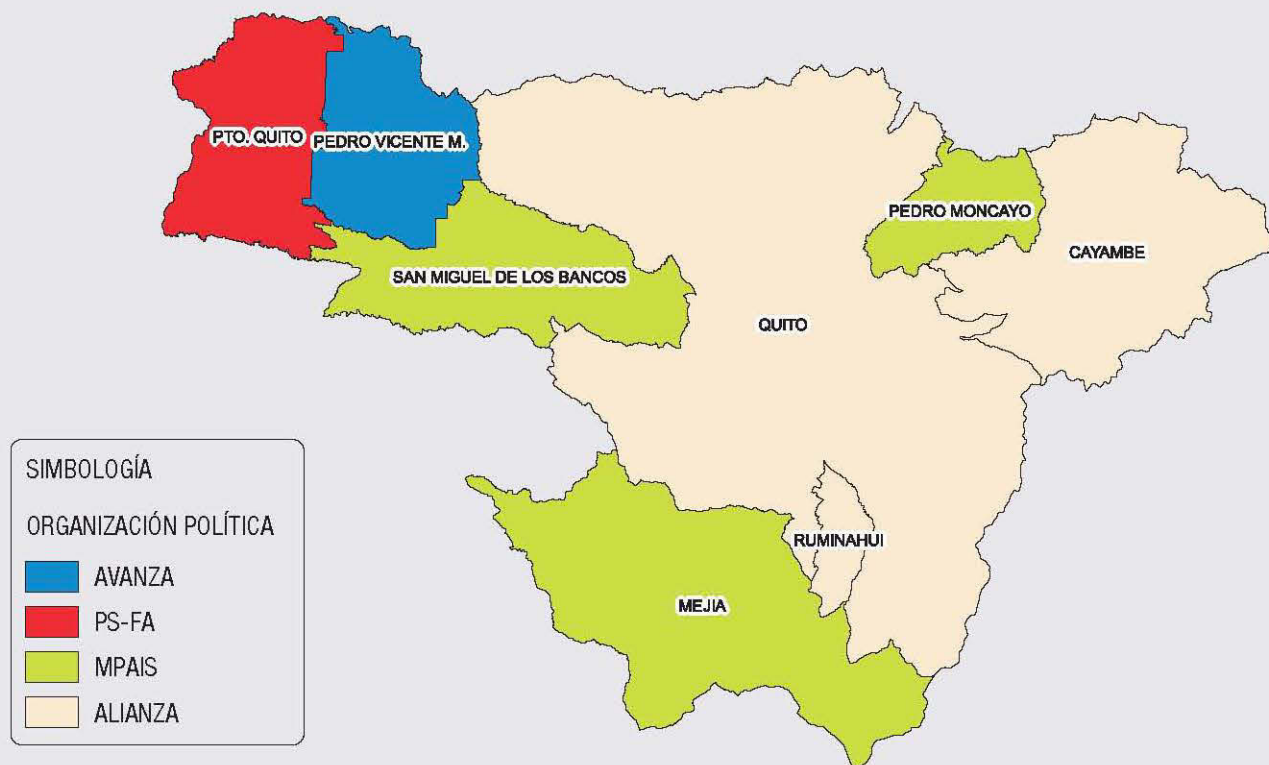 PTO. QUITO
PEDRO VICENTE M.
PEDRO MONCAYO
CAYAMBE
SAN MIGUEL DE LOS BANCOS
QUITO
RUMINAHUI
MEJIA
SIMBOLOGÍA
ORGANIZACIÓN POLÍTICA
AVANZA
PS-FA
MPAIS
ALIANZA